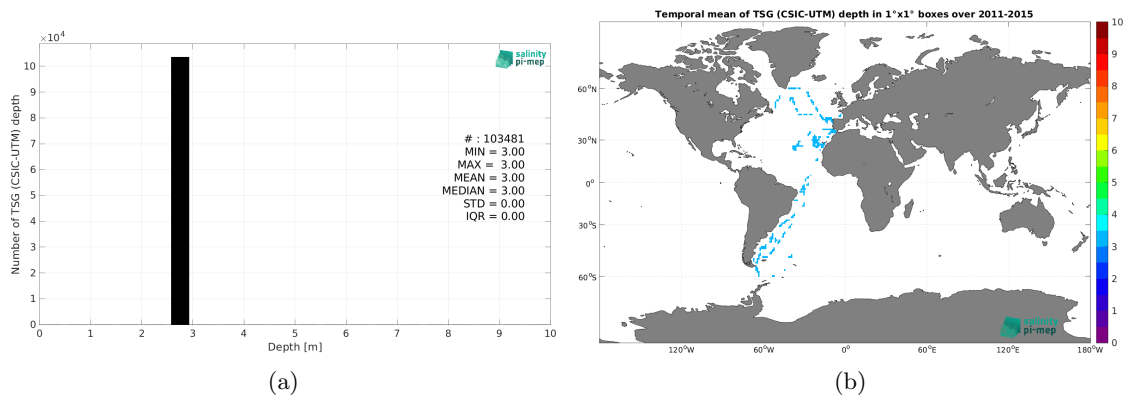 ×10⁴
10
9
8
7
6
5
4
3
2
1
0
Number of TSG (CSIC-UTM) depth
salinity
pi-mep
# : 103481
MIN = 3.00
MAX = 3.00
MEAN = 3.00
MEDIAN = 3.00
STD = 0.00
IQR = 0.00
0 1 2 3 4 5 6 7 8 9 10
Depth [m]
(a)
Temporal mean of TSG (CSIC-UTM) depth in 1°x1° boxes over 2011-2015
60°N
30°N
0°
30°S
60°S
120°W 60°W 0° 60°E 120°E 180°W
salinity
pi-mep
10
9
8
7
6
5
4
3
2
1
0
(b)